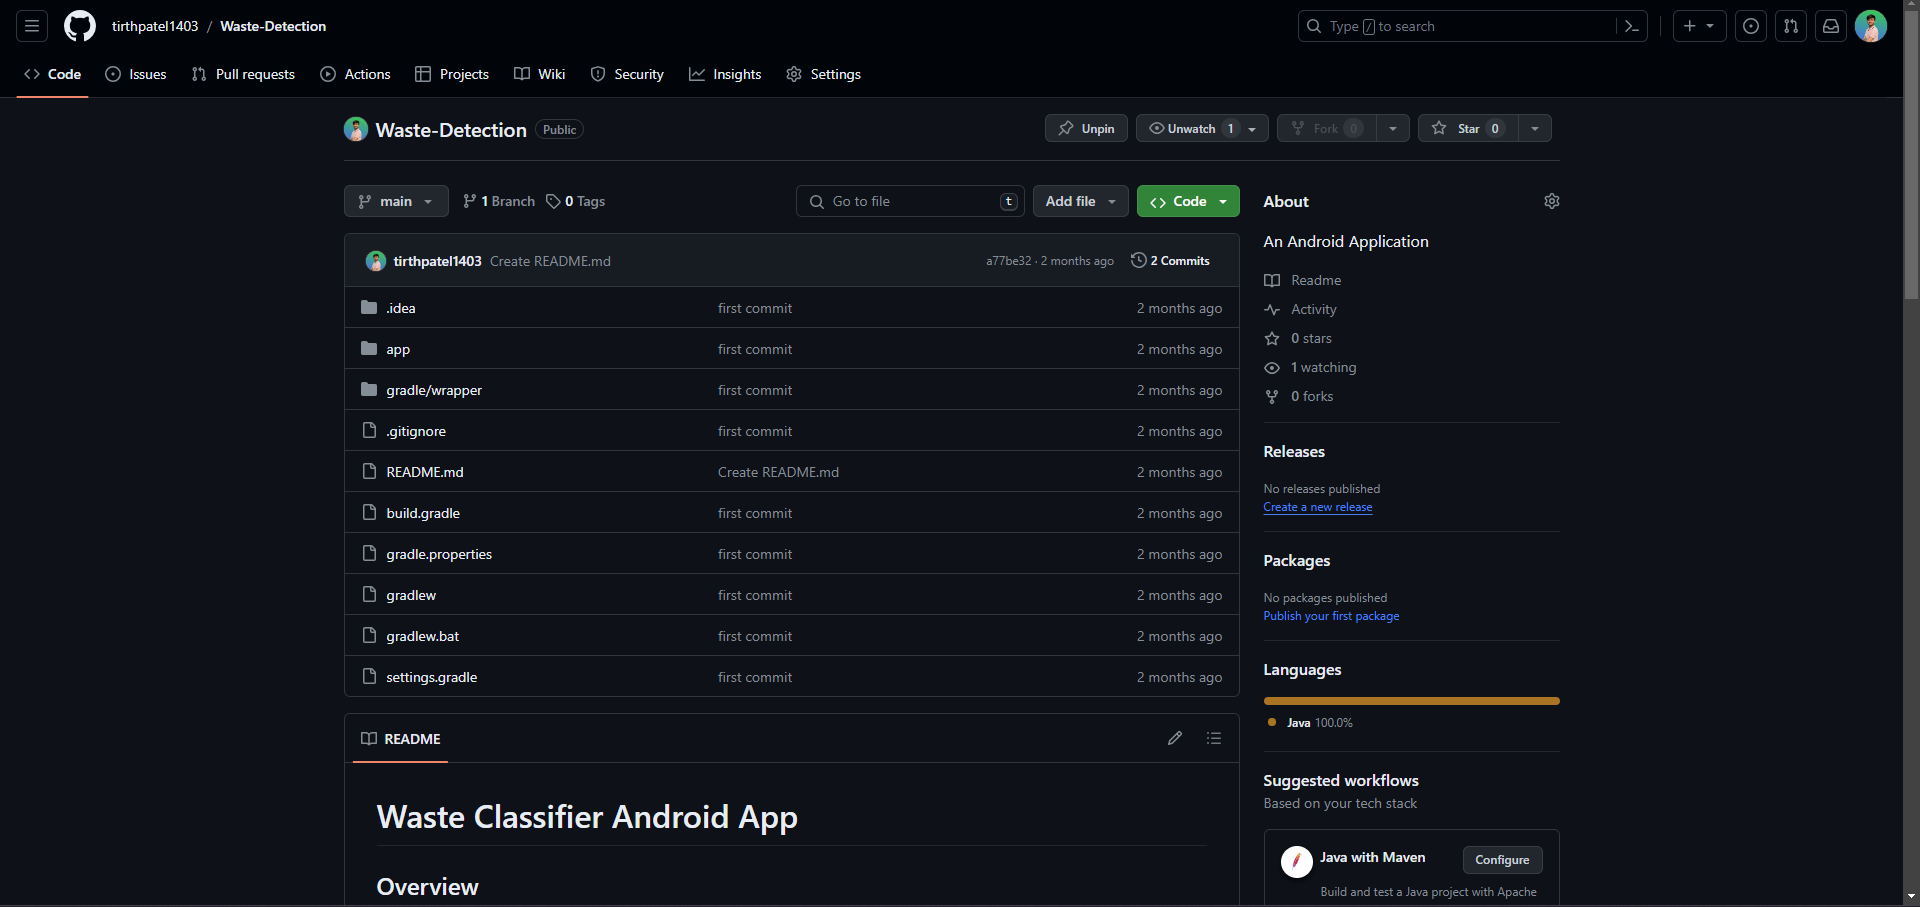 tirthpatel1403 / Waste-Detection
Type / to search
Code Issues Pull requests Actions Projects Wiki Security Insights Settings
Waste-Detection Public
Unpin Unwatch 1 Fork 0 Star 0
main 1 Branch 0 Tags Go to file t Add file Code
tirthpatel1403 Create README.md a77be32 · 2 months ago 2 Commits
.idea first commit 2 months ago
app first commit 2 months ago
gradle/wrapper first commit 2 months ago
.gitignore first commit 2 months ago
README.md Create README.md 2 months ago
build.gradle first commit 2 months ago
gradle.properties first commit 2 months ago
gradlew first commit 2 months ago
gradlew.bat first commit 2 months ago
settings.gradle first commit 2 months ago
README
Waste Classifier Android App
Overview
About
An Android Application
Readme
Activity
0 stars
1 watching
0 forks
Releases
No releases published
Create a new release
Packages
No packages published
Publish your first package
Languages
Java 100.0%
Suggested workflows
Based on your tech stack
Java with Maven Configure
Build and test a Java project with Apache